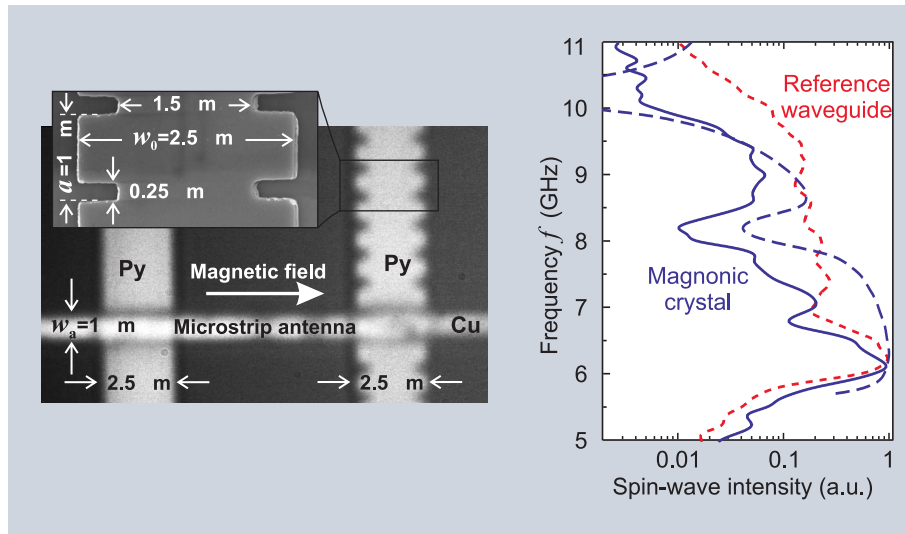 1.5 m
w₀=2.5 m
a=1 m
0.25 m
Py
Magnetic field
Py
wₐ=1 m
Microstrip antenna
Cu
2.5 m
2.5 m
11
10
9
8
7
6
5
Frequency f (GHz)
Reference
waveguide
Magnonic
crystal
0.01
0.1
1
Spin-wave intensity (a.u.)